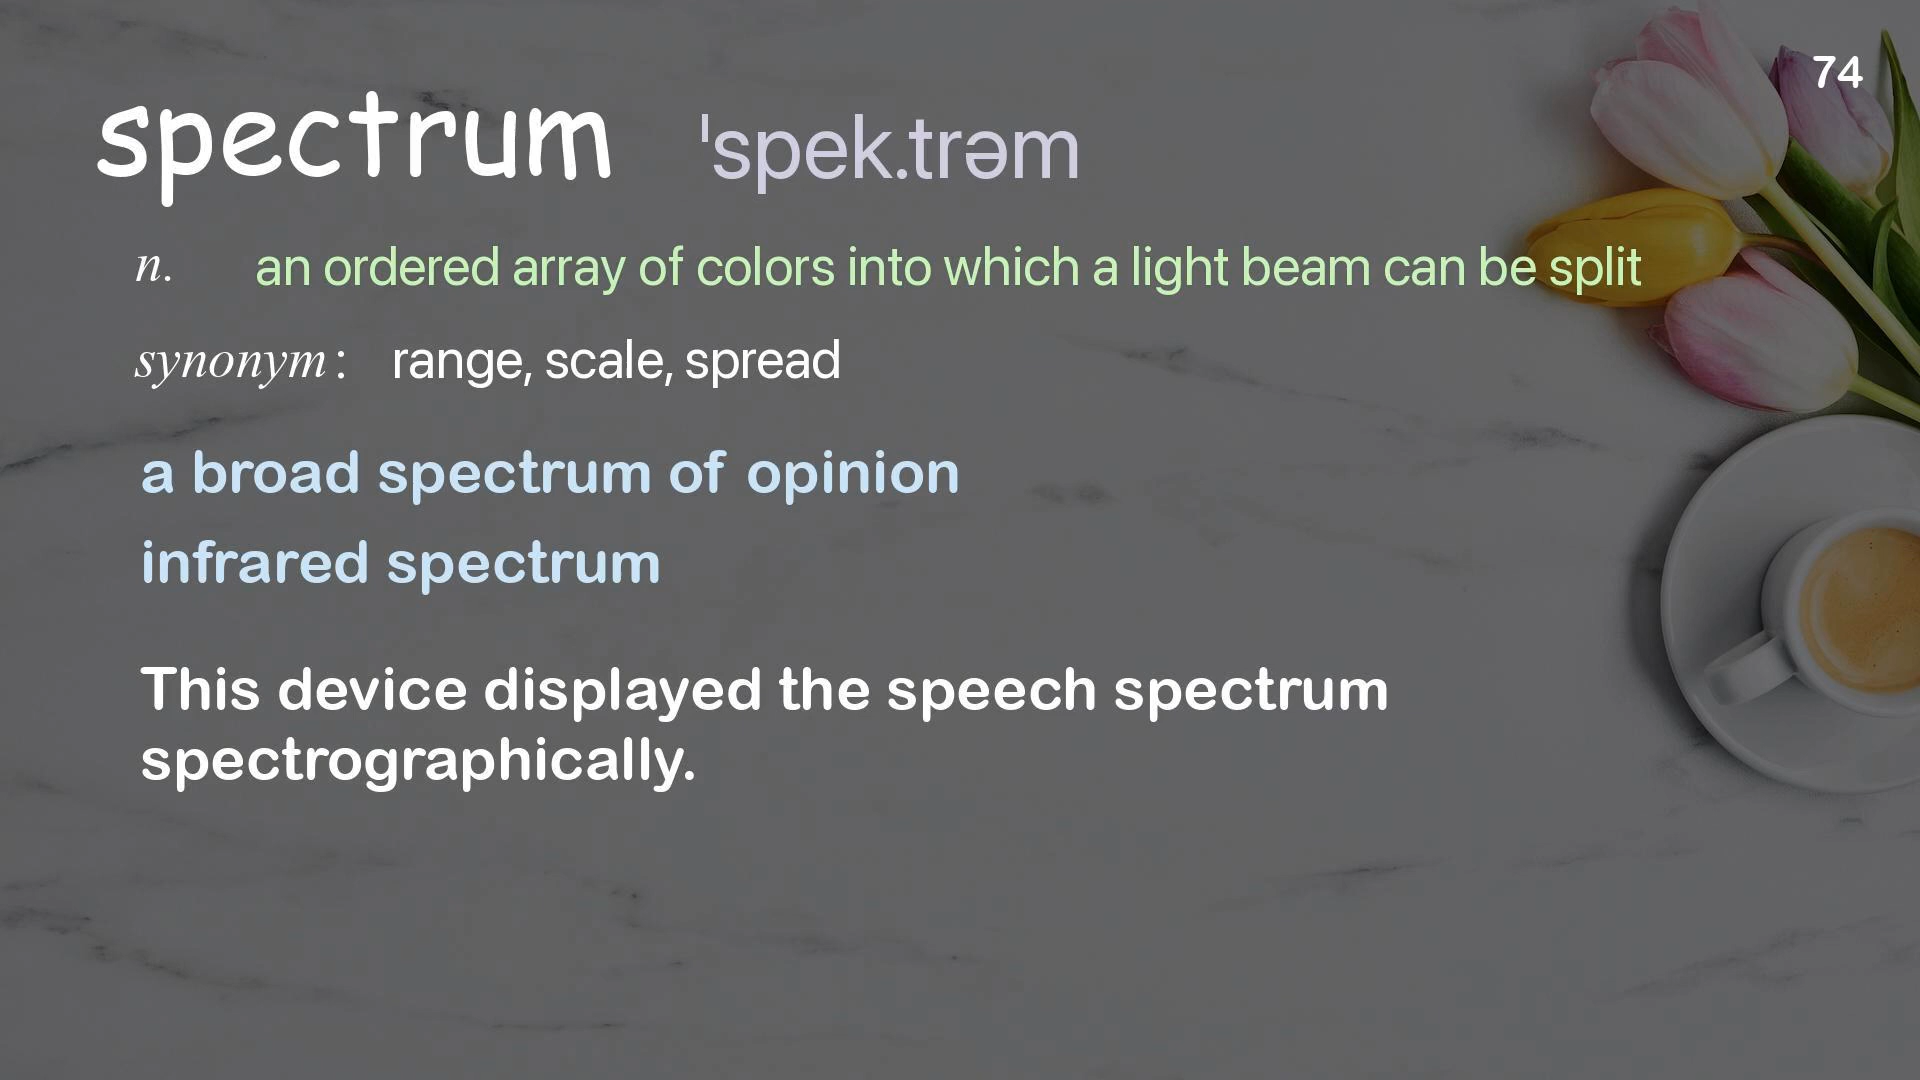 74
spectrum ˈspek.trəm
n. an ordered array of colors into which a light beam can be split
synonym: range, scale, spread
a broad spectrum of opinion
infrared spectrum
This device displayed the speech spectrum
spectrographically.